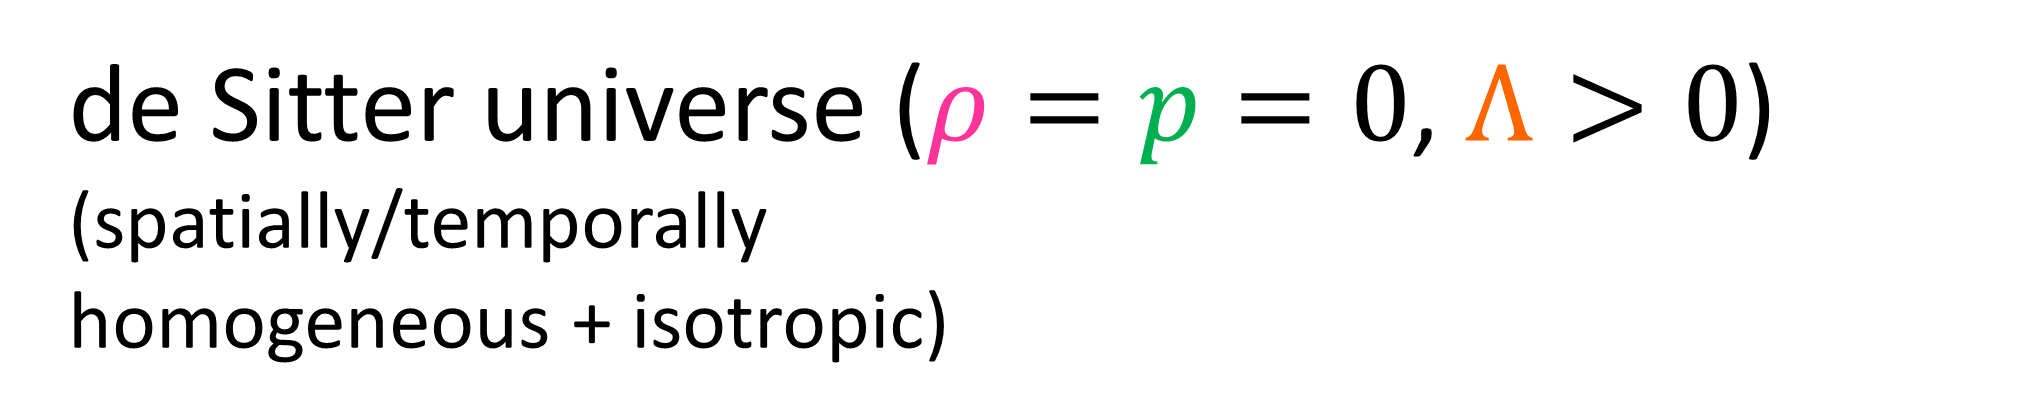 de Sitter universe (ρ = p = 0, Λ > 0)
(spatially/temporally
homogeneous + isotropic)